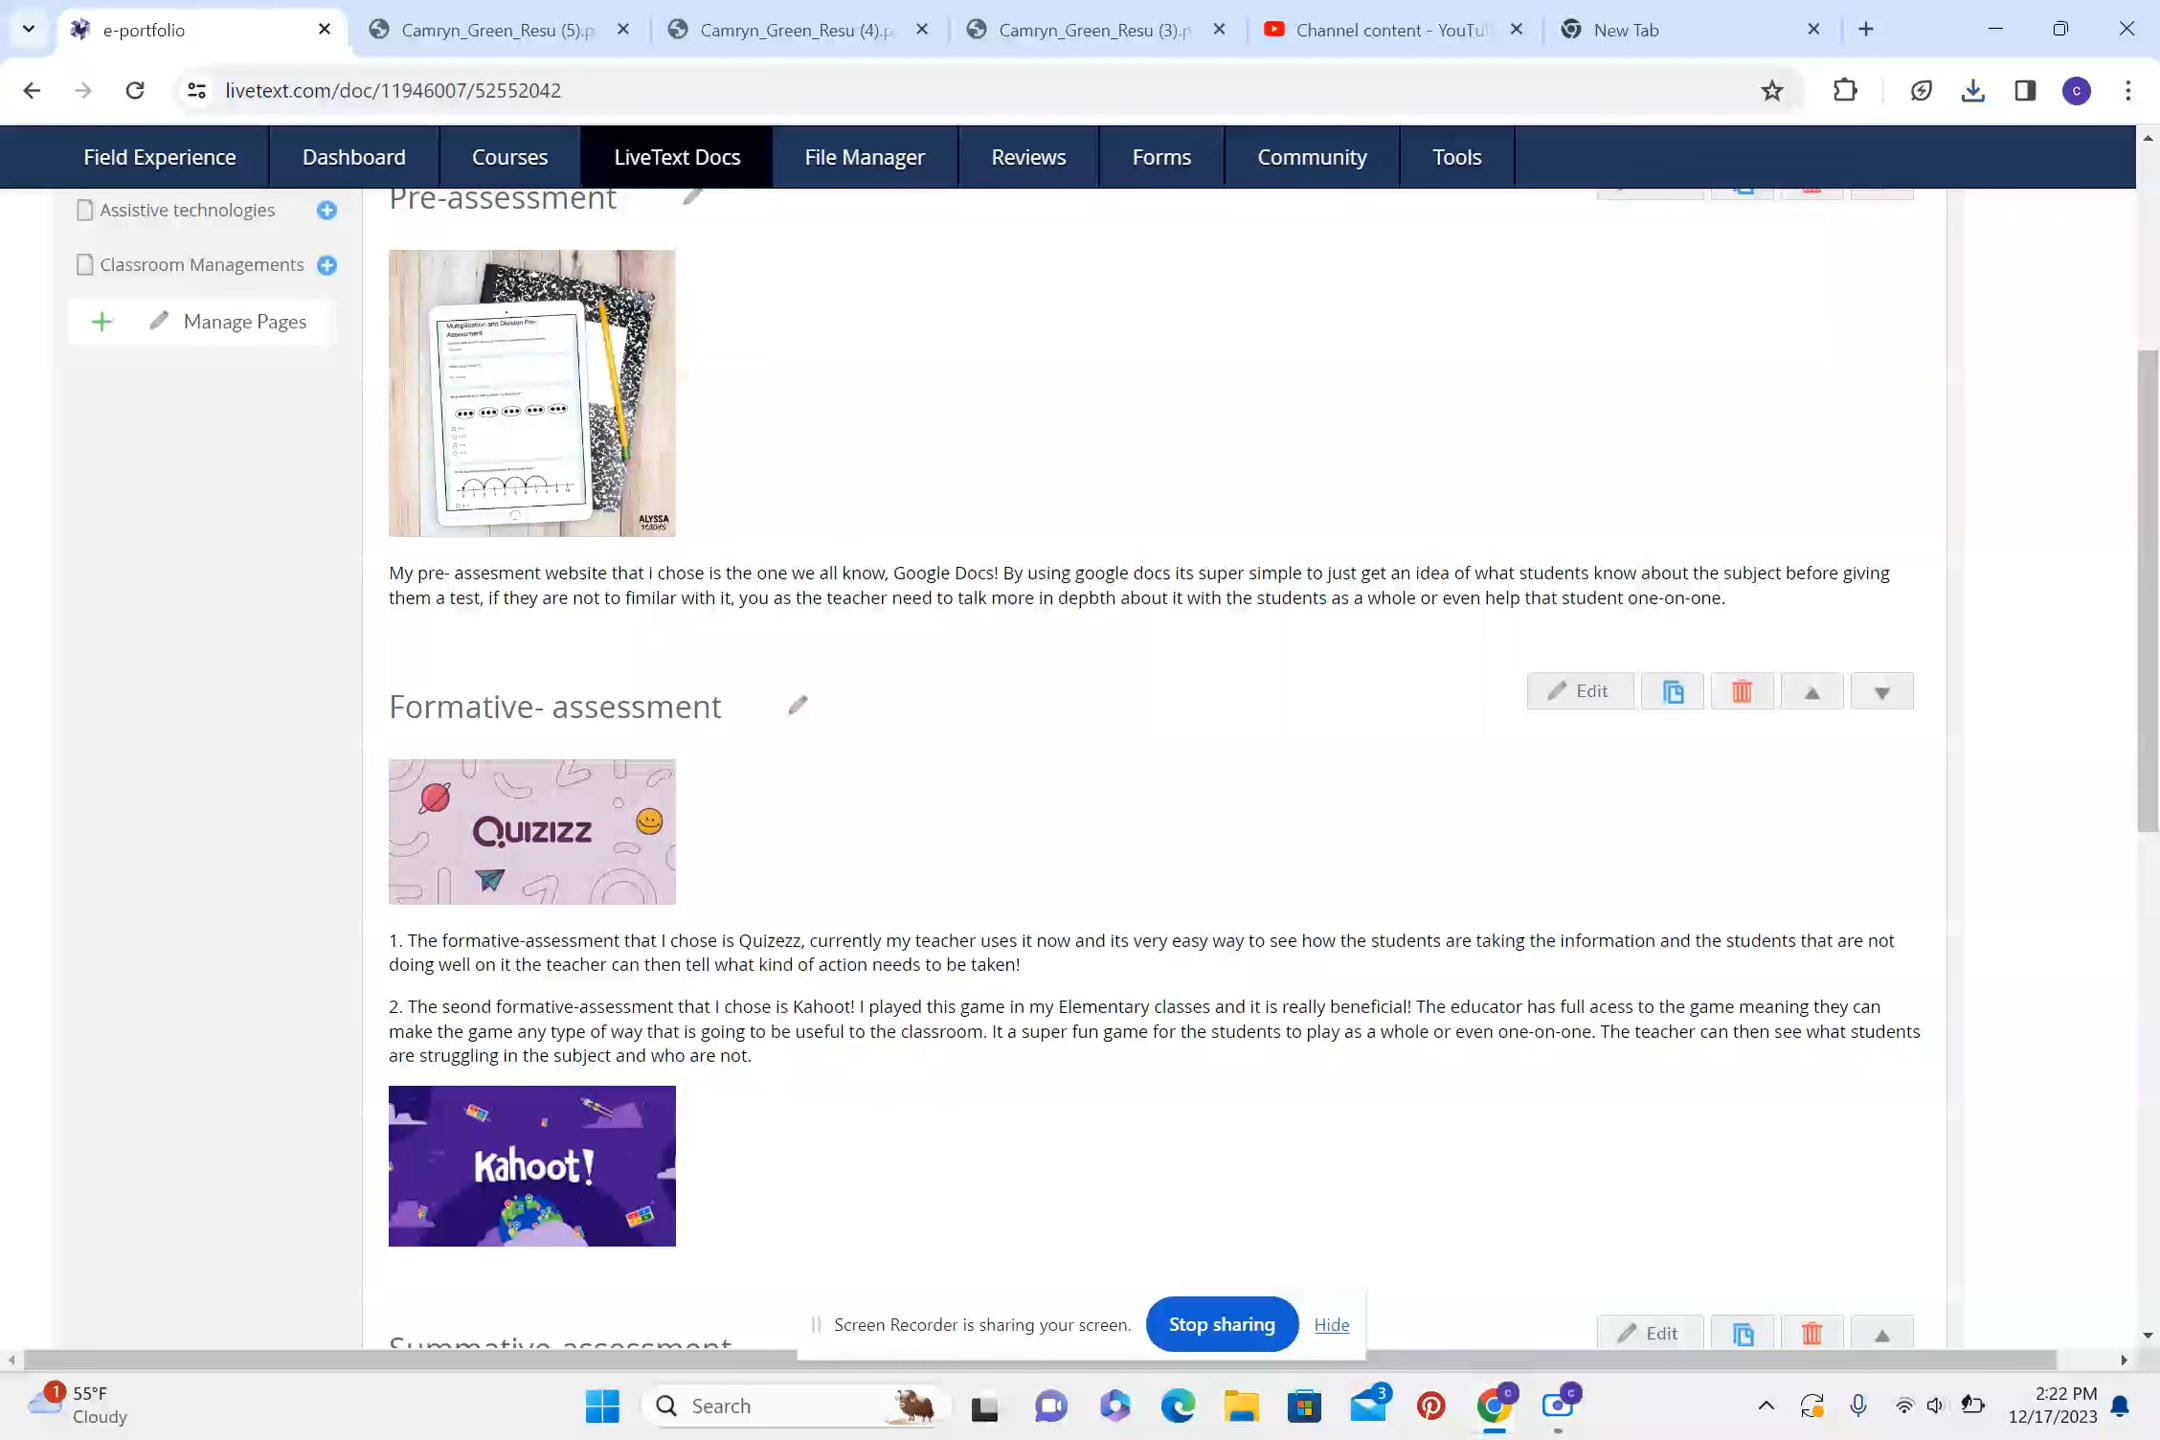 e-portfolio
Camryn_Green_Resu (5).p
Camryn_Green_Resu (4).p
Camryn_Green_Resu (3).p
Channel content - YouTu
New Tab
livetext.com/doc/11946007/52552042
c
Field Experience
Dashboard
Courses
LiveText Docs
File Manager
Reviews
Forms
Community
Tools
Assistive technologies
Classroom Managements
Manage Pages
Pre-assessment
Multiplication and Division Pre-
Assessment
ALYSSA
teaches
My pre- assesment website that i chose is the one we all know, Google Docs! By using google docs its super simple to just get an idea of what students know about the subject before giving
them a test, if they are not to fimilar with it, you as the teacher need to talk more in depbth about it with the students as a whole or even help that student one-on-one.
Formative- assessment
Edit
Quizizz
1. The formative-assessment that I chose is Quizezz, currently my teacher uses it now and its very easy way to see how the students are taking the information and the students that are not
doing well on it the teacher can then tell what kind of action needs to be taken!
2. The seond formative-assessment that I chose is Kahoot! I played this game in my Elementary classes and it is really beneficial! The educator has full acess to the game meaning they can
make the game any type of way that is going to be useful to the classroom. It a super fun game for the students to play as a whole or even one-on-one. The teacher can then see what students
are struggling in the subject and who are not.
Kahoot!
Summative-assessment
Edit
Screen Recorder is sharing your screen.
Stop sharing
Hide
1
55°F
Cloudy
Search
3
c
c
2:22 PM
12/17/2023